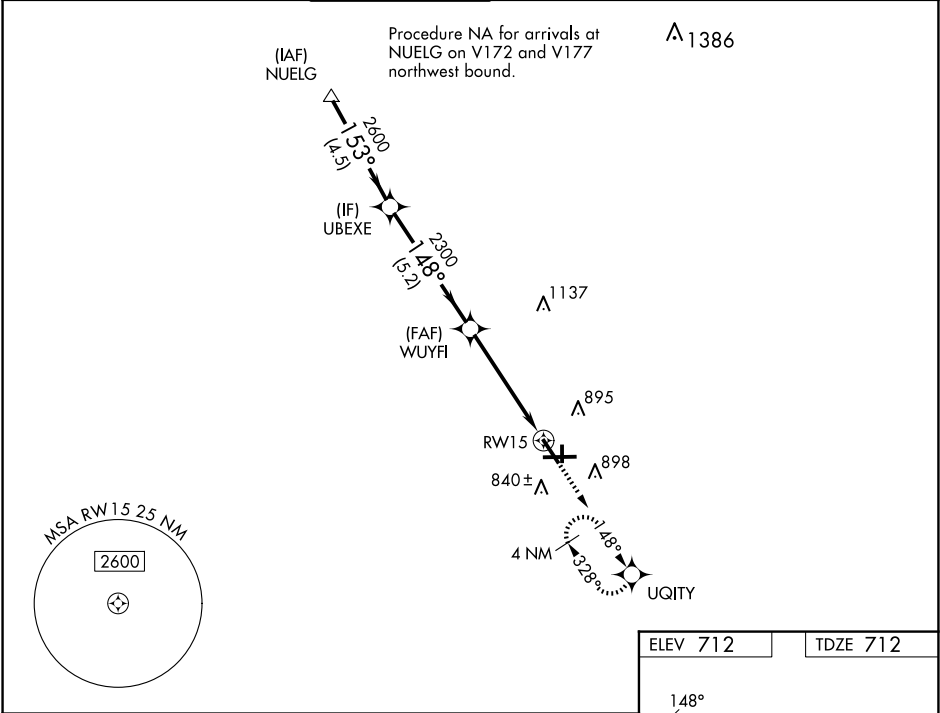 Procedure NA for arrivals at
NUELG on V172 and V177
northwest bound.
1386
(IAF)
NUELG
2600
153°
(4.5)
(IF)
UBEXE
2300
148°
(5.2)
1137
(FAF)
WUYFI
895
RW15
898
840±
MSA RW15 25 NM
2600
4 NM
148°
328°
UQITY
ELEV 712
TDZE 712
148°